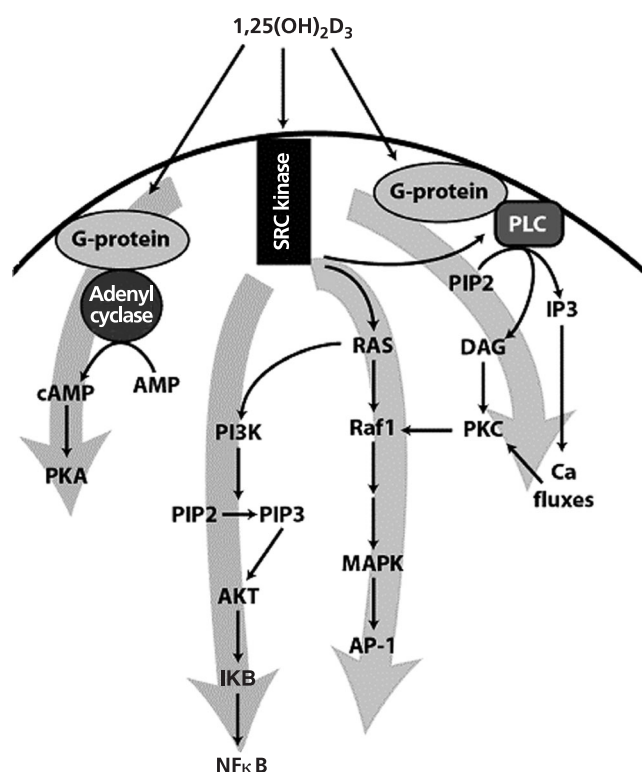 1,25(OH)₂D₃
SRC kinase
G-protein
PLC
G-protein
PIP2
IP3
Adenyl
cyclase
RAS
DAG
cAMP
AMP
PI3K
Raf1
PKC
PKA
Ca
fluxes
PIP2
PIP3
MAPK
AKT
AP-1
IKB
NFκB